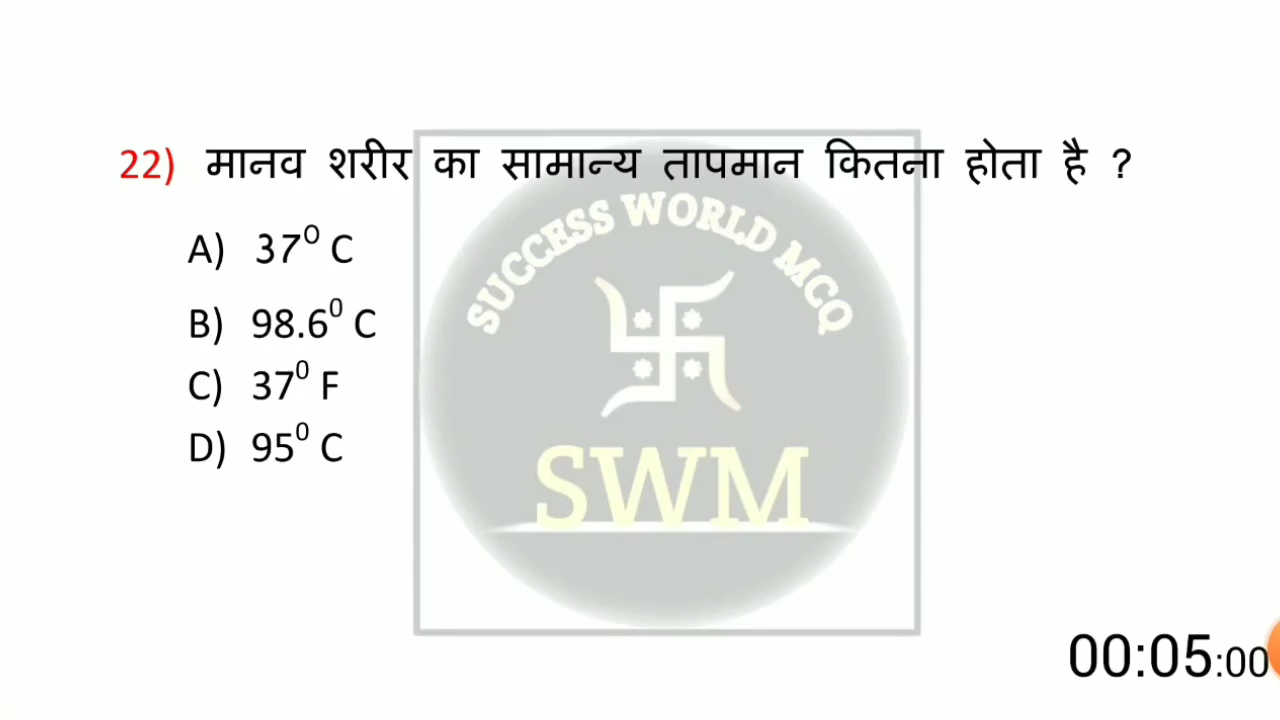 22) मानव शरीर का सामान्य तापमान कितना होता है ?
A) 37⁰ C
B) 98.6⁰ C
C) 37⁰ F
D) 95⁰ C
SUCCESS WORLD MCQ
SWM
00:05:00